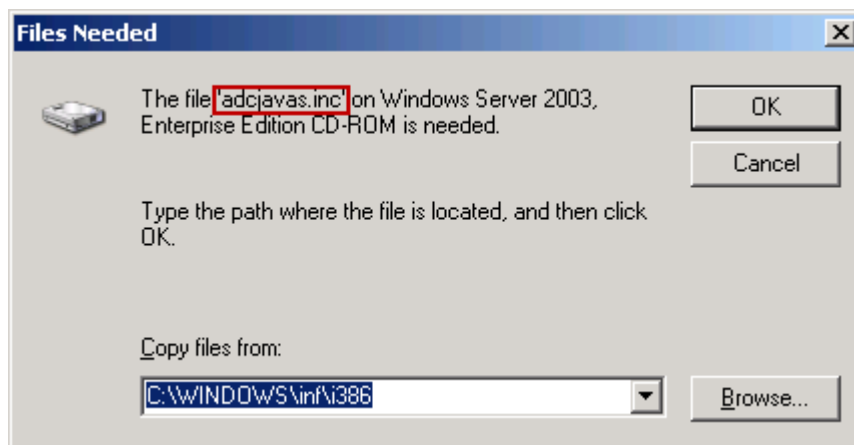 Files Needed
The file 'adcjavas.inc' on Windows Server 2003,
Enterprise Edition CD-ROM is needed.
OK
Cancel
Type the path where the file is located, and then click
OK.
Copy files from:
C:\WINDOWS\inf\i386
Browse...